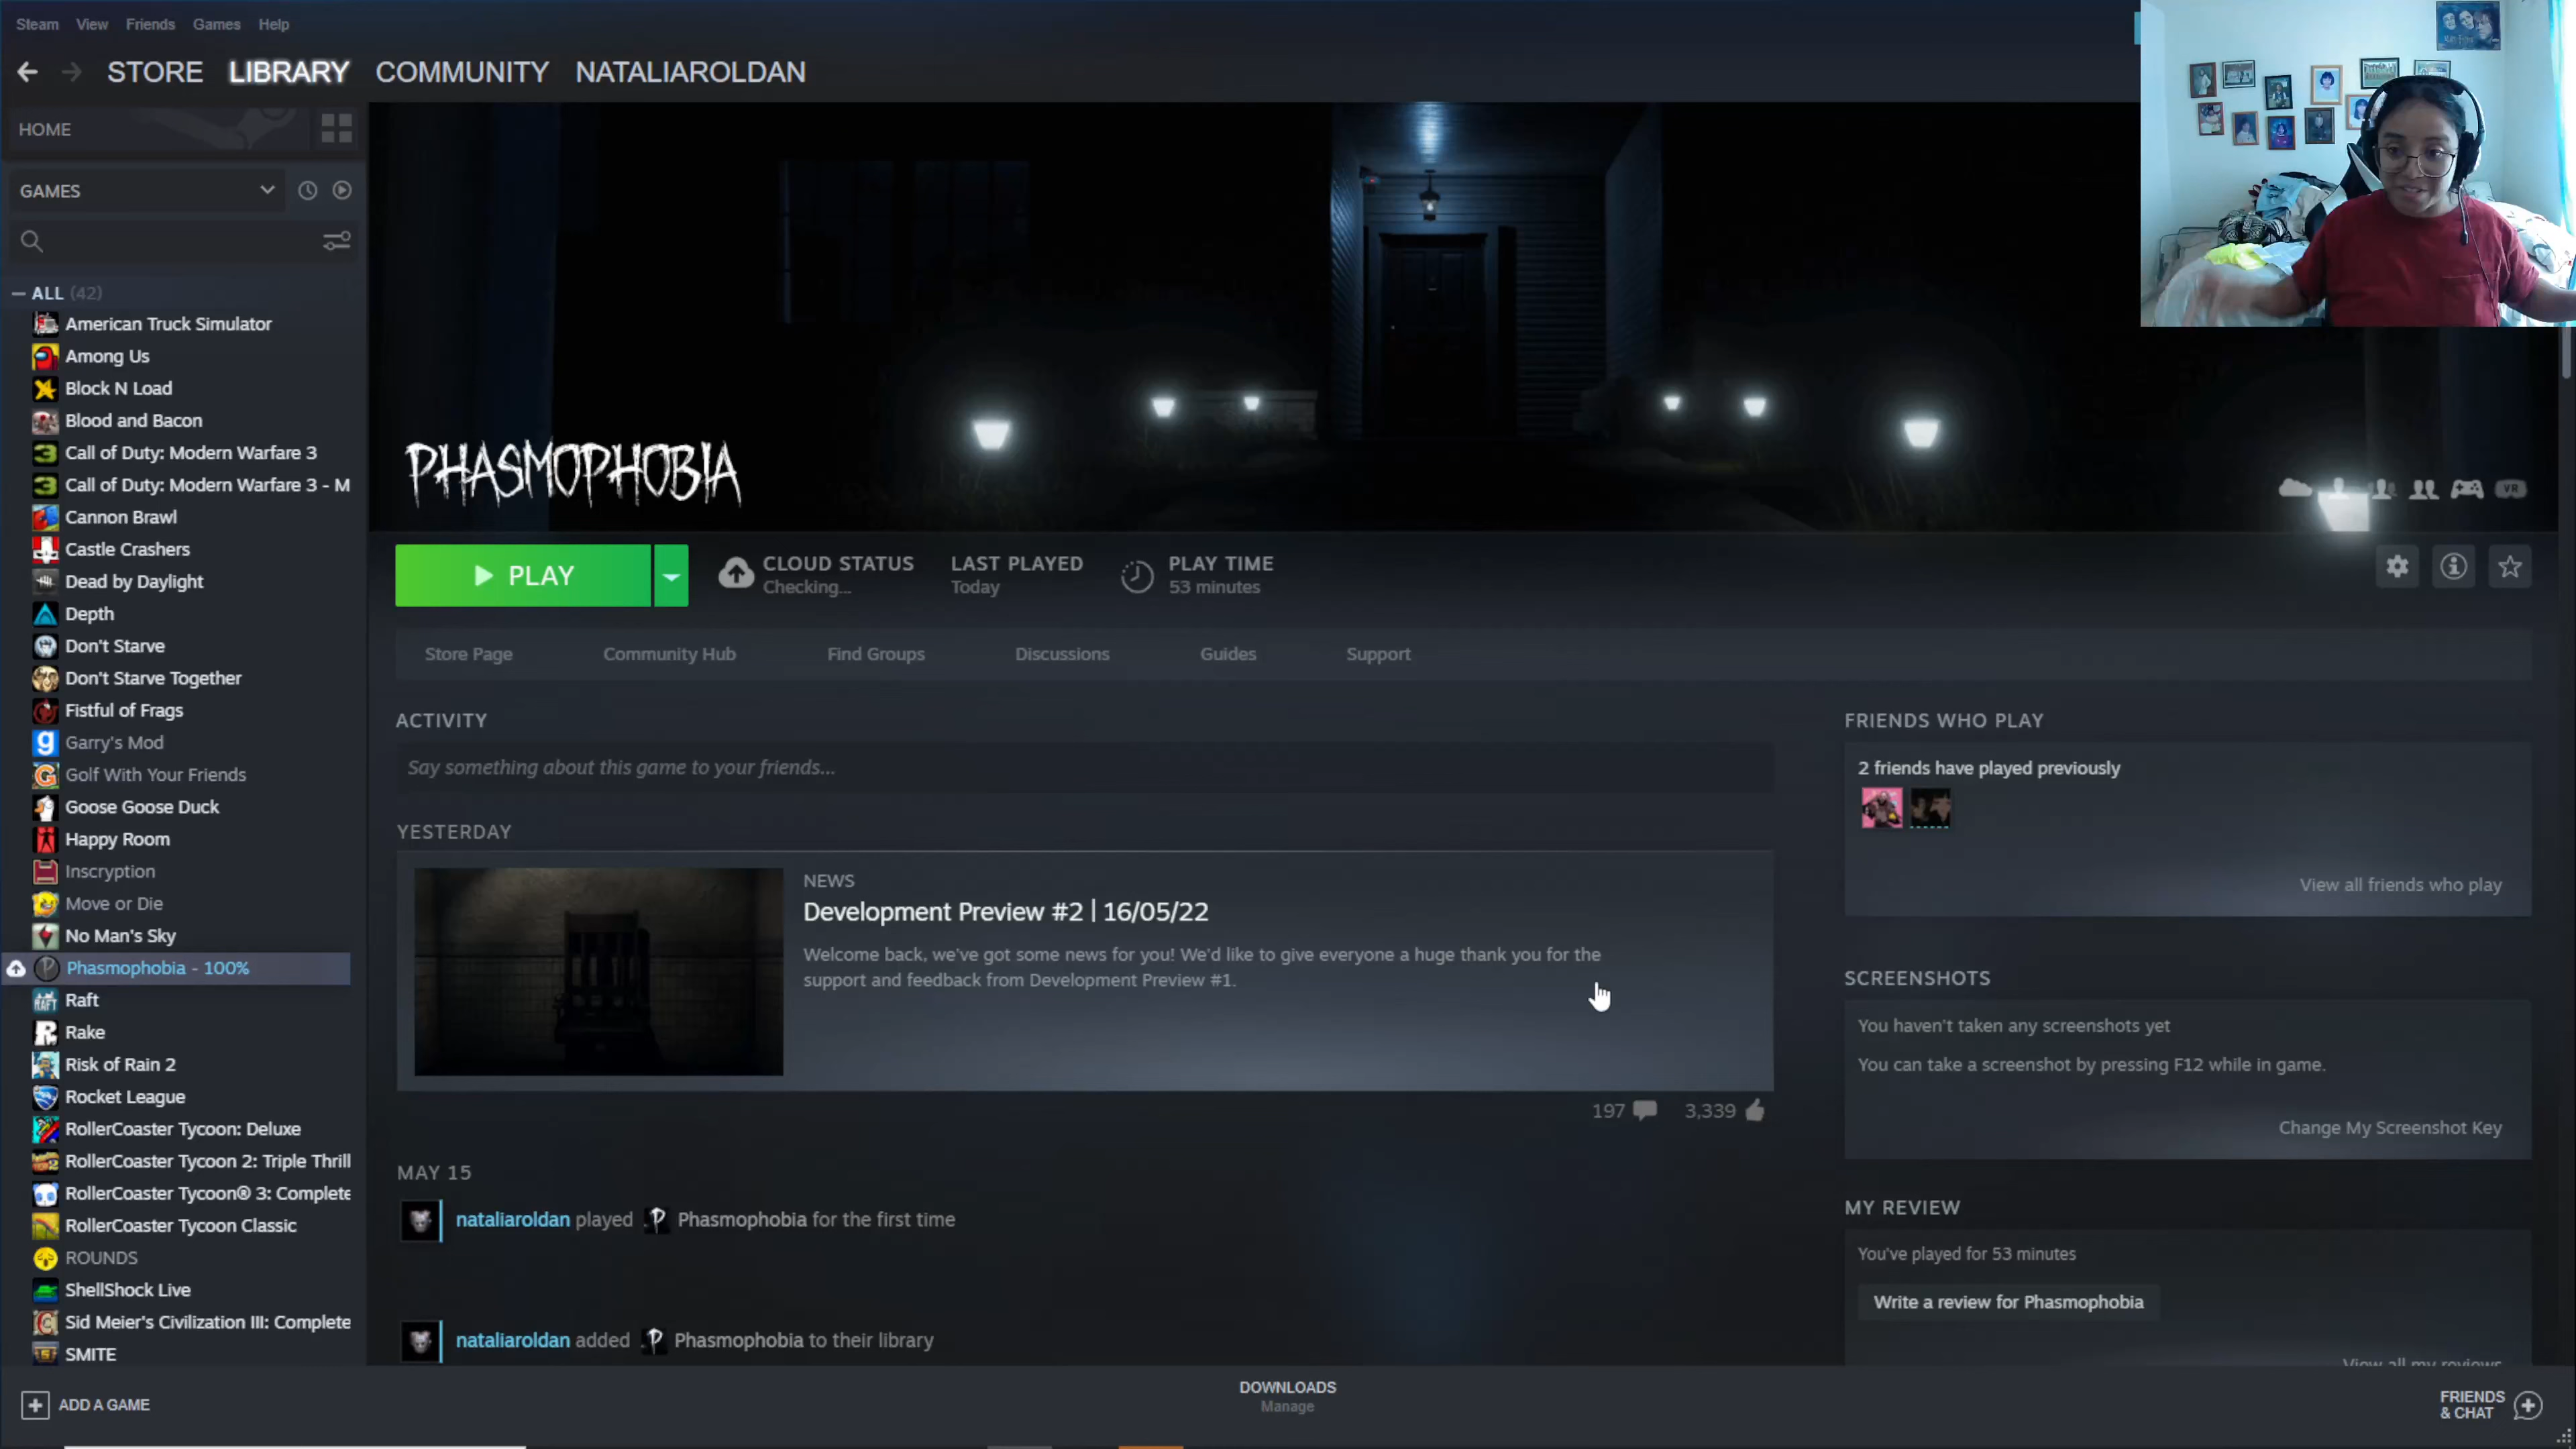 Steam View Friends Games Help
STORE LIBRARY COMMUNITY NATALIAROLDAN
HOME
GAMES
ALL (42)
American Truck Simulator
Among Us
Block N Load
Blood and Bacon
Call of Duty: Modern Warfare 3
Call of Duty: Modern Warfare 3 - M
Cannon Brawl
Castle Crashers
Dead by Daylight
Depth
Don't Starve
Don't Starve Together
Fistful of Frags
Garry's Mod
Golf With Your Friends
Goose Goose Duck
Happy Room
Inscryption
Move or Die
No Man's Sky
Phasmophobia - 100%
Raft
Rake
Risk of Rain 2
Rocket League
RollerCoaster Tycoon: Deluxe
RollerCoaster Tycoon 2: Triple Thrill
RollerCoaster Tycoon® 3: Complete
RollerCoaster Tycoon Classic
ROUNDS
ShellShock Live
Sid Meier's Civilization III: Complete
SMITE
ADD A GAME
PHASMOPHOBIA
VR
PLAY
CLOUD STATUS
Checking...
LAST PLAYED
Today
PLAY TIME
53 minutes
Store Page Community Hub Find Groups Discussions Guides Support
ACTIVITY
Say something about this game to your friends...
YESTERDAY
NEWS
Development Preview #2 | 16/05/22
Welcome back, we've got some news for you! We'd like to give everyone a huge thank you for the
support and feedback from Development Preview #1.
197 3,339
MAY 15
nataliaroldan played Phasmophobia for the first time
nataliaroldan added Phasmophobia to their library
FRIENDS WHO PLAY
2 friends have played previously
View all friends who play
SCREENSHOTS
You haven't taken any screenshots yet
You can take a screenshot by pressing F12 while in game.
Change My Screenshot Key
MY REVIEW
You've played for 53 minutes
Write a review for Phasmophobia
View all my reviews
DOWNLOADS
Manage
FRIENDS
& CHAT